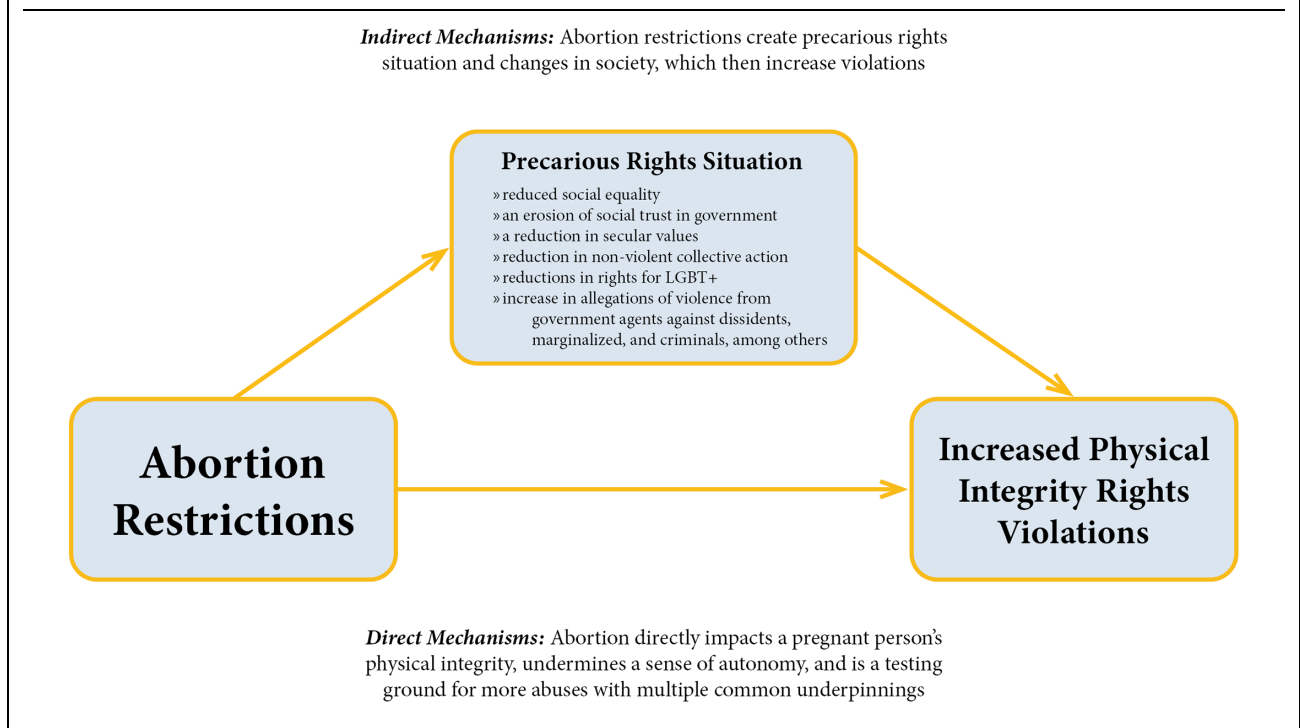 Indirect Mechanisms: Abortion restrictions create precarious rights
situation and changes in society, which then increase violations
Precarious Rights Situation
» reduced social equality
» an erosion of social trust in government
» a reduction in secular values
» reduction in non-violent collective action
» reductions in rights for LGBT+
» increase in allegations of violence from
government agents against dissidents,
marginalized, and criminals, among others
Abortion
Restrictions
Increased Physical
Integrity Rights
Violations
Direct Mechanisms: Abortion directly impacts a pregnant person’s
physical integrity, undermines a sense of autonomy, and is a testing
ground for more abuses with multiple common underpinnings